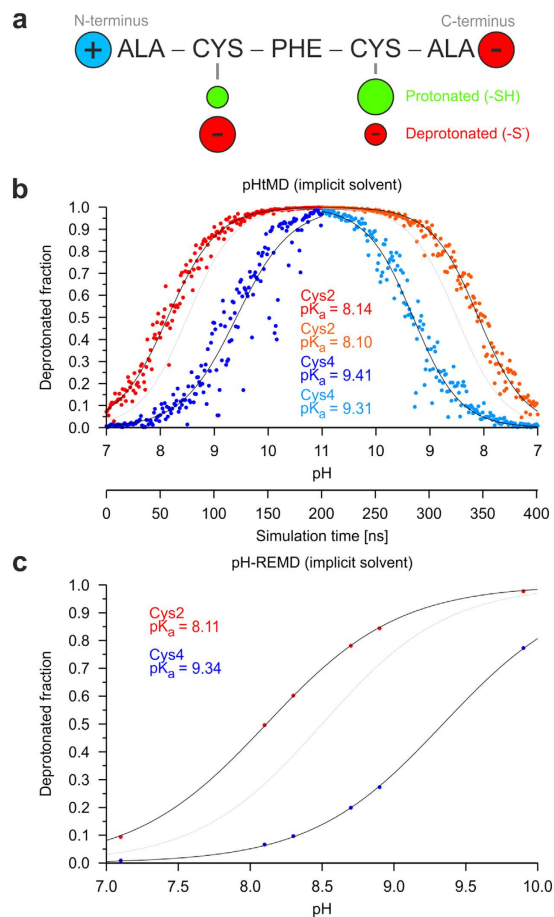 a
N-terminus
C-terminus
+ ALA – CYS – PHE – CYS – ALA -
Protonated (-SH)
- - Deprotonated (-S⁻)
b
pHtMD (implicit solvent)
Deprotonated fraction
1.0
0.9
0.8
0.7
0.6
0.5
0.4
0.3
0.2
0.1
0.0
Cys2
pKa = 8.14
Cys2
pKa = 8.10
Cys4
pKa = 9.41
Cys4
pKa = 9.31
7 8 9 10 11 10 9 8 7
pH
0 50 100 150 200 250 300 350 400
Simulation time [ns]
c
pH-REMD (implicit solvent)
Deprotonated fraction
1.0
0.9
0.8
0.7
0.6
0.5
0.4
0.3
0.2
0.1
0.0
Cys2
pKa = 8.11
Cys4
pKa = 9.34
7.0 7.5 8.0 8.5 9.0 9.5 10.0
pH